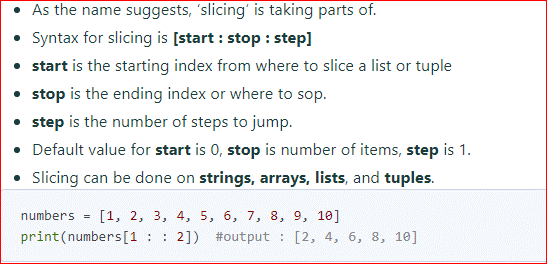 • As the name suggests, ‘slicing’ is taking parts of.
• Syntax for slicing is [start : stop : step]
• start is the starting index from where to slice a list or tuple
• stop is the ending index or where to sop.
• step is the number of steps to jump.
• Default value for start is 0, stop is number of items, step is 1.
• Slicing can be done on strings, arrays, lists, and tuples.
numbers = [1, 2, 3, 4, 5, 6, 7, 8, 9, 10]
print(numbers[1 : : 2])  #output : [2, 4, 6, 8, 10]